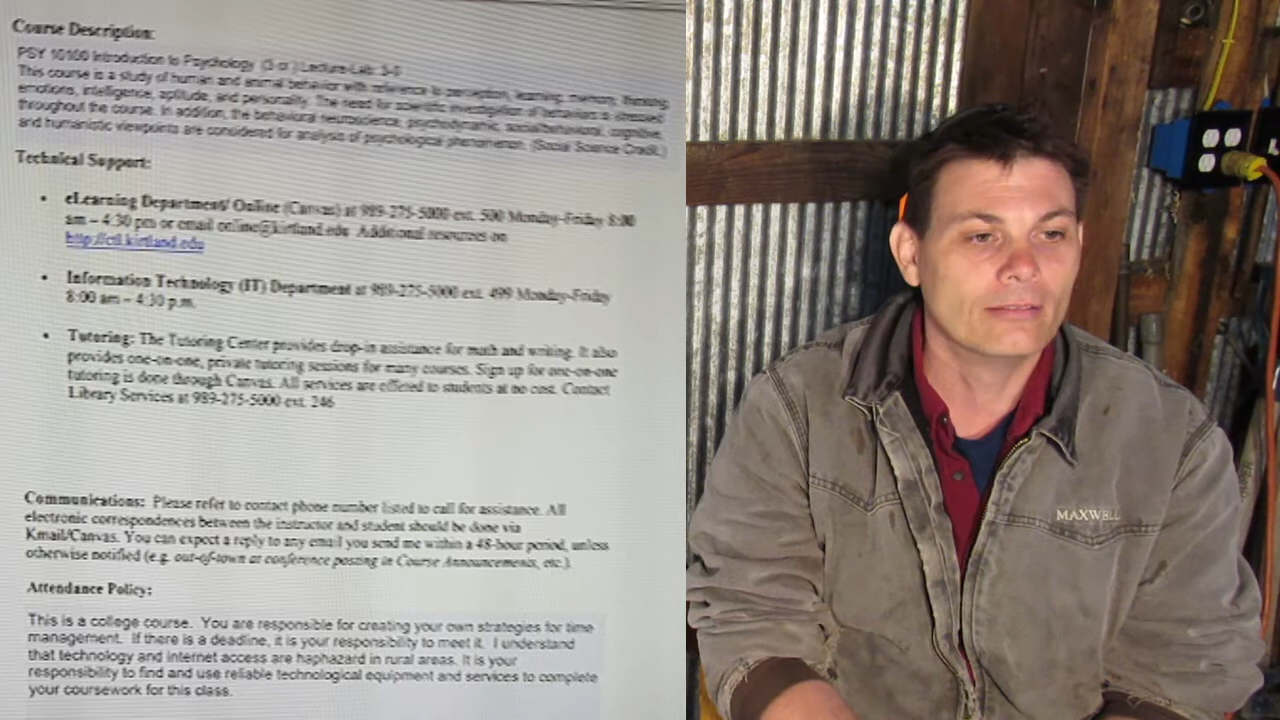 Course Description:
PSY 10100 Introduction to Psychology (3 cr.) Lecture-Lab: 3-0
This course is a study of human and animal behavior with reference to perception, learning, memory, thinking
emotions, intelligence, aptitude, and personality. The need for scientific investigation of behaviors is stressed
throughout the course. In addition, the behavioral neuroscience, psychodynamic, social/behavioral, cognitive,
and humanistic viewpoints are considered for analysis of psychological phenomenon. (Social Science Credit.)
Technical Support:
• eLearning Department/ Online (Canvas) at 989-275-5000 ext. 500 Monday-Friday 8:00
am – 4:30 pm or email online@kirtland.edu Additional resources on
http://ctl.kirtland.edu
• Information Technology (IT) Department at 989-275-5000 ext. 499 Monday-Friday
8:00 am – 4:30 p.m.
• Tutoring: The Tutoring Center provides drop-in assistance for math and writing. It also
provides one-on-one, private tutoring sessions for many courses. Sign up for one-on-one
tutoring is done through Canvas. All services are offered to students at no cost. Contact
Library Services at 989-275-5000 ext. 246
Communications: Please refer to contact phone number listed to call for assistance. All
electronic correspondences between the instructor and student should be done via
Kmail/Canvas. You can expect a reply to any email you send me within a 48-hour period, unless
otherwise notified (e.g. out-of-town at conference posting in Course Announcements, etc.).
Attendance Policy:
This is a college course. You are responsible for creating your own strategies for time
management. If there is a deadline, it is your responsibility to meet it. I understand
that technology and internet access are haphazard in rural areas. It is your
responsibility to find and use reliable technological equipment and services to complete
your coursework for this class.
MAXWELL